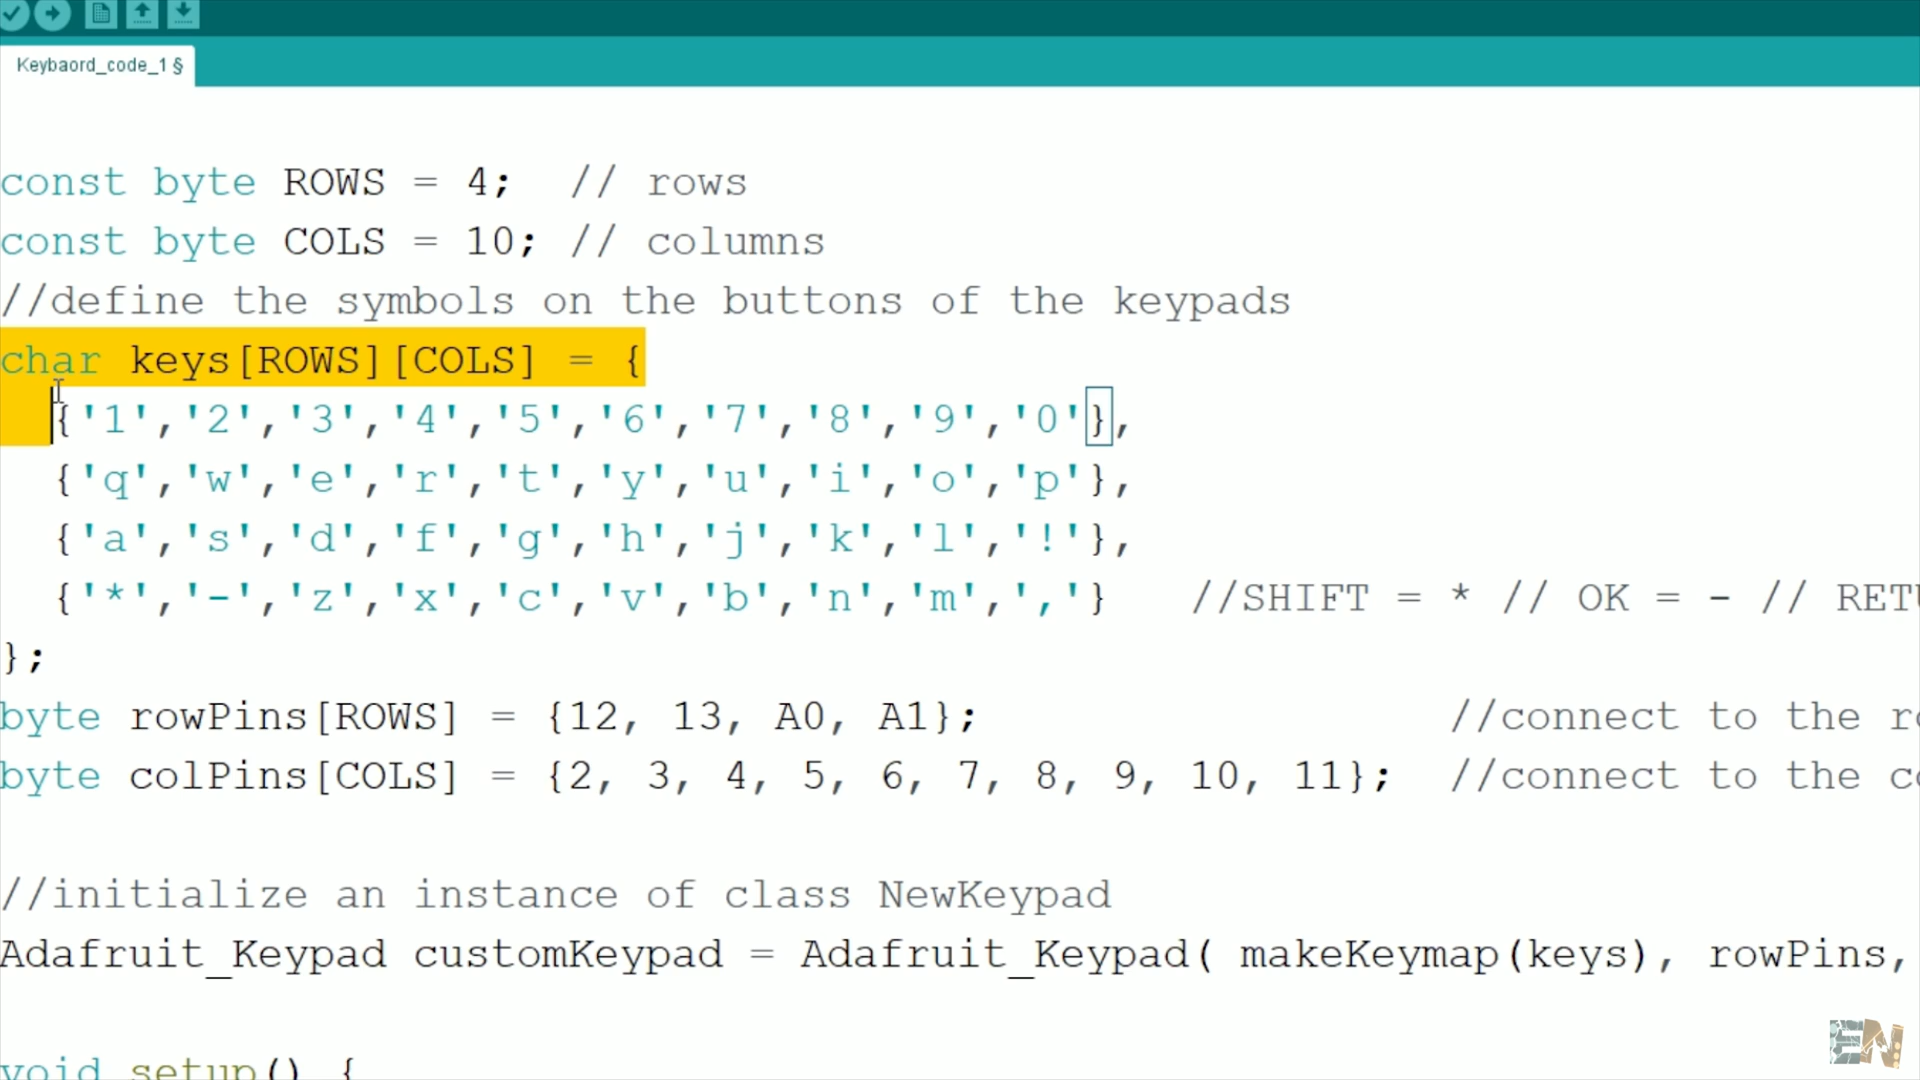 Keybaord_code_1 §
const byte ROWS = 4;  // rows
const byte COLS = 10; // columns
//define the symbols on the buttons of the keypads
char keys[ROWS][COLS] = {
  {'1','2','3','4','5','6','7','8','9','0'},
  {'q','w','e','r','t','y','u','i','o','p'},
  {'a','s','d','f','g','h','j','k','l','!'},
  {'*','-','z','x','c','v','b','n','m',','}   //SHIFT = * // OK = - //
};
byte rowPins[ROWS] = {12, 13, A0, A1};                  //connect to the
byte colPins[COLS] = {2, 3, 4, 5, 6, 7, 8, 9, 10, 11};  //connect to the
//initialize an instance of class NewKeypad
Adafruit_Keypad customKeypad = Adafruit_Keypad( makeKeymap(keys), rowPins,
void setup() {
EN